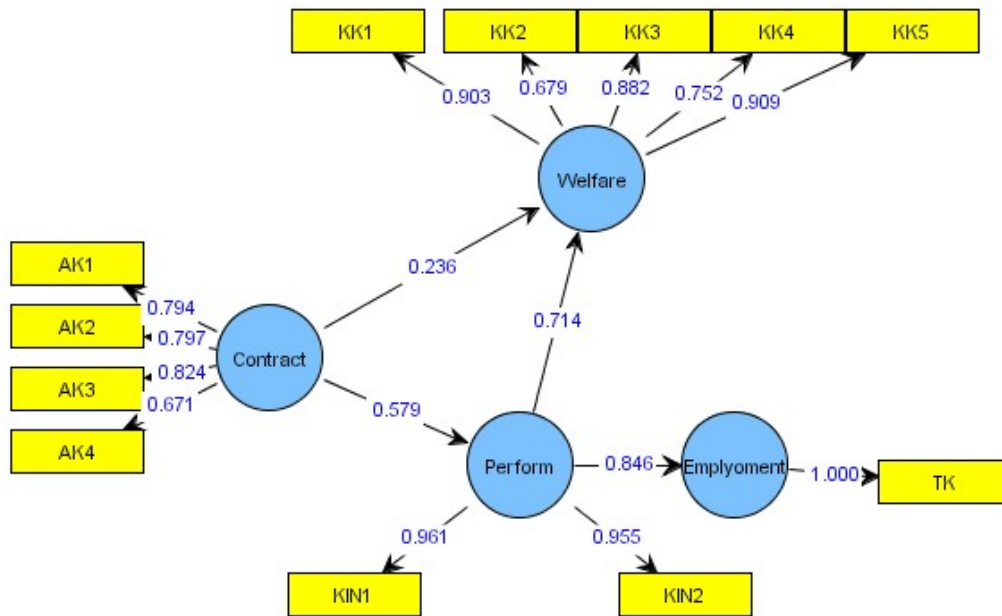 KK1 KK2 KK3 KK4 KK5
0.903 0.679 0.882 0.752 0.909
Welfare
AK1
0.794
AK2
0.797
AK3
0.824
AK4
0.671
Contract
0.236
0.714
0.579
Perform
0.846
Emplyoment
1.000
TK
0.961
0.955
KIN1
KIN2